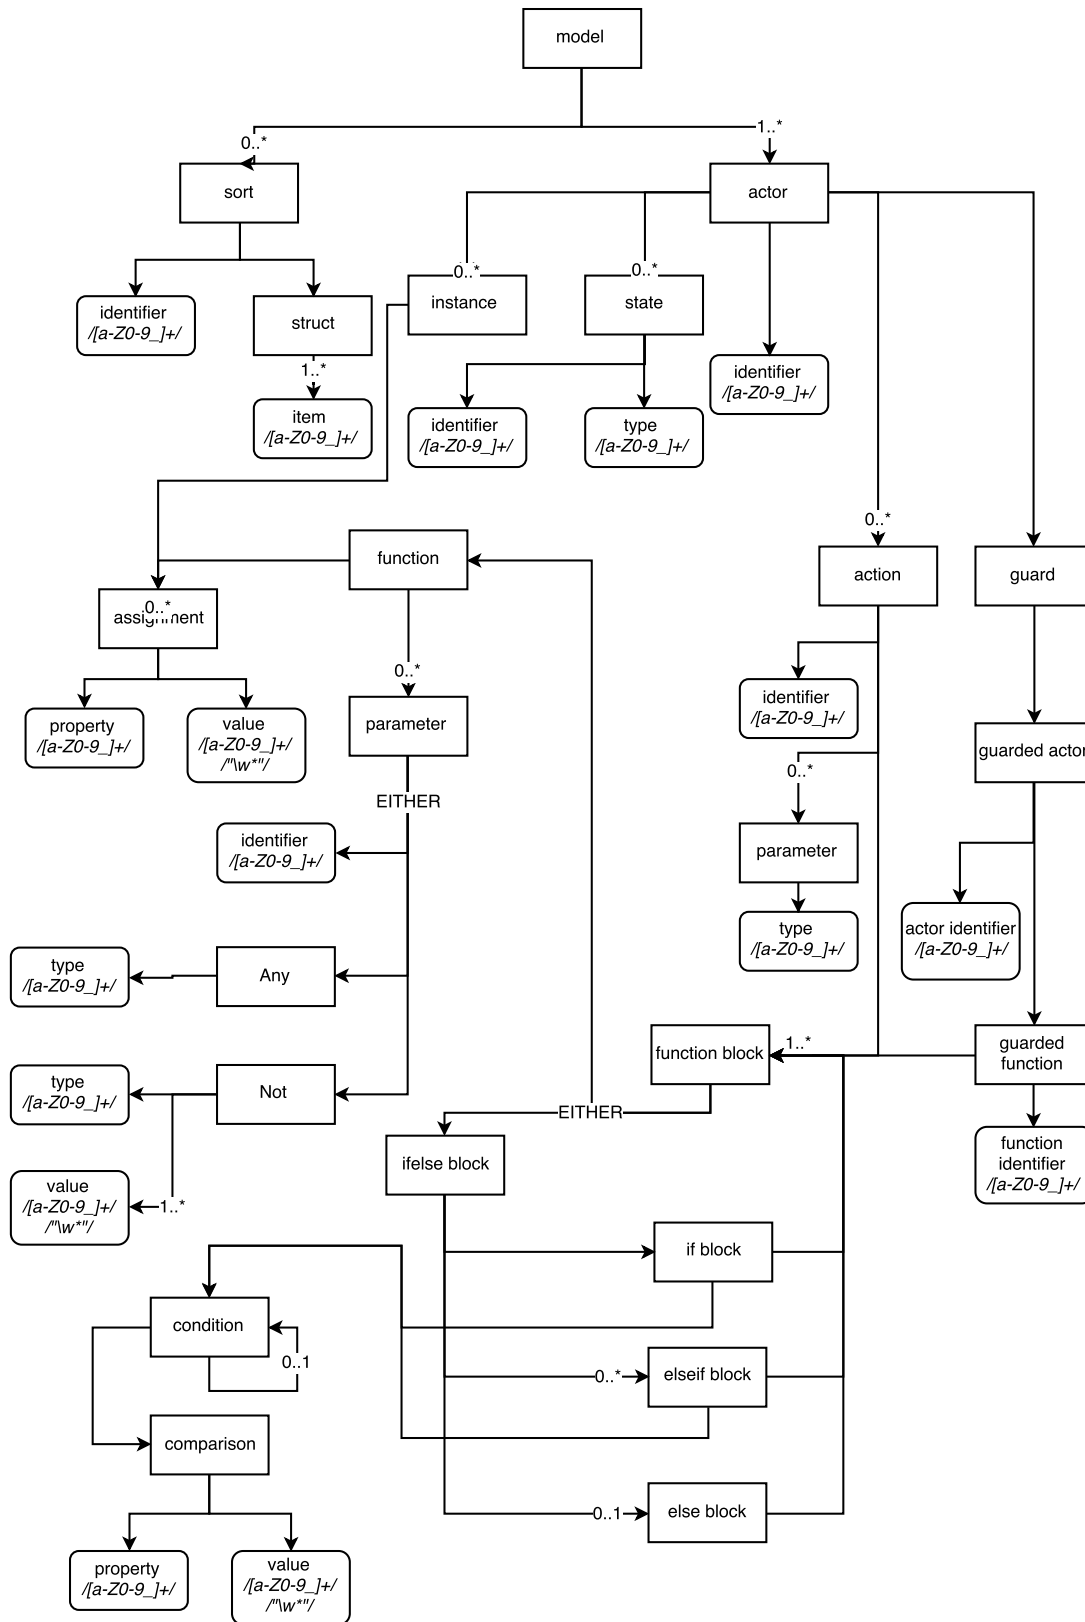 model
0..*
1..*
sort
actor
0..*
0..*
instance
state
identifier
/[a-Z0-9_]+/
struct
1..*
item
/[a-Z0-9_]+/
identifier
/[a-Z0-9_]+/
type
/[a-Z0-9_]+/
identifier
/[a-Z0-9_]+/
0..*
function
action
guard
0..*
assignment
0..*
identifier
/[a-Z0-9_]+/
property
/[a-Z0-9_]+/
value
/[a-Z0-9_]+/
/"\w*"/
parameter
guarded actor
0..*
EITHER
identifier
/[a-Z0-9_]+/
parameter
type
/[a-Z0-9_]+/
actor identifier
/[a-Z0-9_]+/
type
/[a-Z0-9_]+/
Any
function block
1..*
guarded
function
type
/[a-Z0-9_]+/
Not
EITHER
ifelse block
function
identifier
/[a-Z0-9_]+/
value
/[a-Z0-9_]+/
/"\w*"/
1..*
if block
condition
0..1
0..*
elseif block
comparison
0..1
else block
property
/[a-Z0-9_]+/
value
/[a-Z0-9_]+/
/"\w*"/